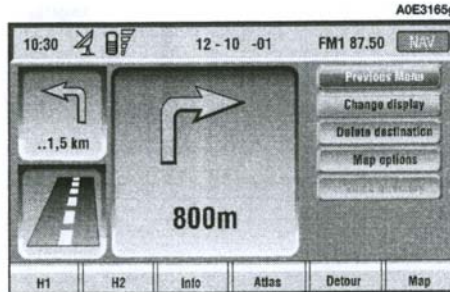 A0E3165g
10:30 12 - 10 -01 FM1 87.50 NAV
Previous Menu
Change display
..1,5 km
Delete destination
Map options
800m
H1 H2 Info Atlas Detour Map